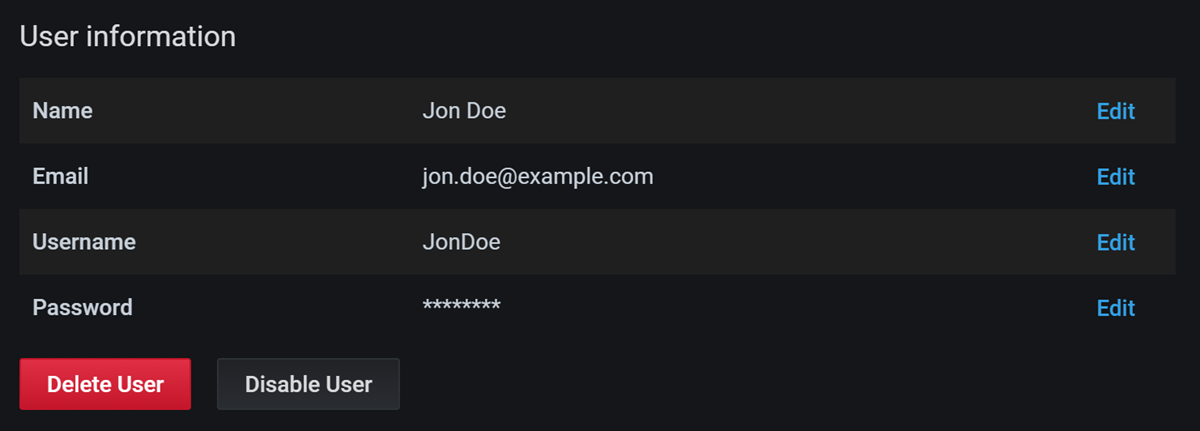 User information
Name Jon Doe Edit
Email jon.doe@example.com Edit
Username JonDoe Edit
Password ******** Edit
Delete User Disable User